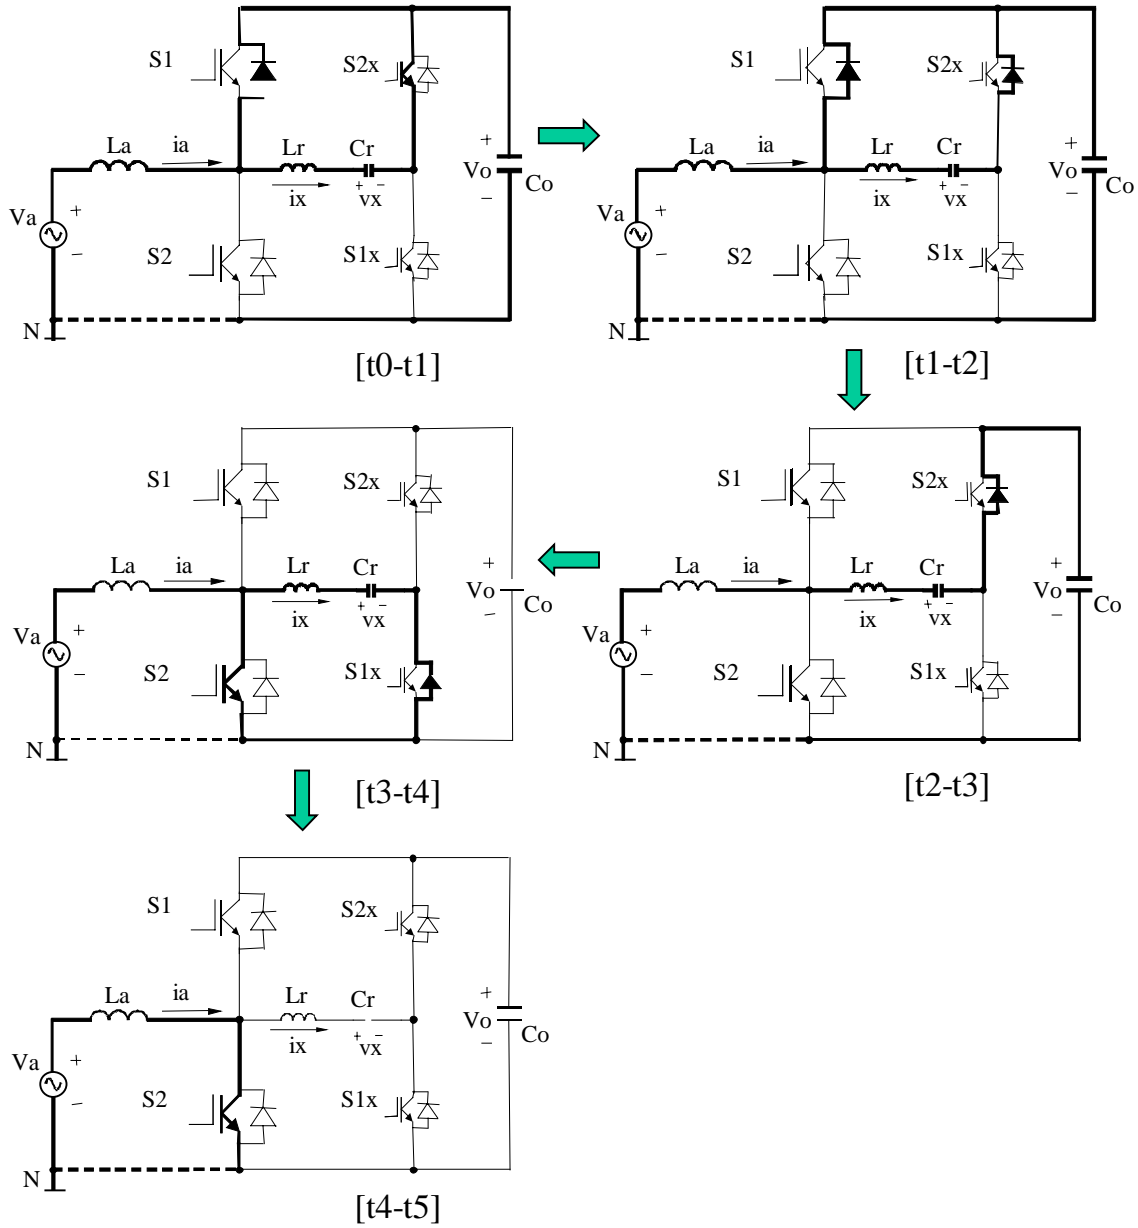 S1
S2x
La
ia
Lr
Cr
+
Vo
Co
−
ix
+ vx −
Va
+
−
S2
S1x
N
[t0-t1]
S1
S2x
La
ia
Lr
Cr
+
Vo
Co
−
ix
+ vx −
Va
+
−
S2
S1x
N
[t1-t2]
S1
S2x
La
ia
Lr
Cr
+
Vo
Co
−
ix
+ vx −
Va
+
−
S2
S1x
N
[t3-t4]
S1
S2x
La
ia
Lr
Cr
+
Vo
Co
−
ix
+ vx −
Va
+
−
S2
S1x
N
[t2-t3]
S1
S2x
La
ia
Lr
Cr
+
Vo
Co
−
ix
+ vx −
Va
+
−
S2
S1x
N
[t4-t5]